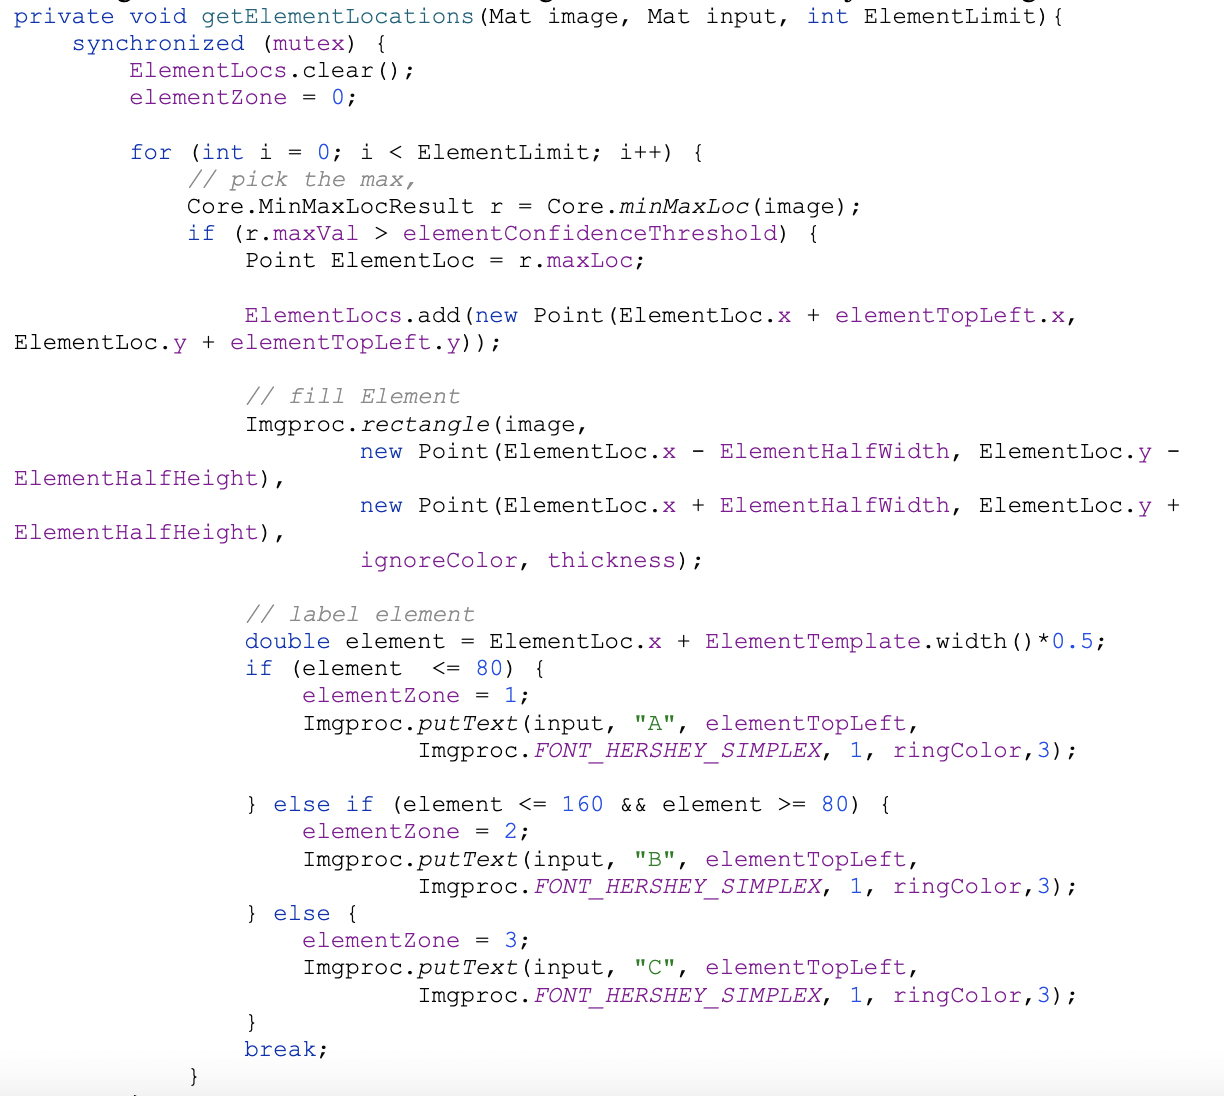 private void getElementLocations(Mat image, Mat input, int ElementLimit){
    synchronized (mutex) {
        ElementLocs.clear();
        elementZone = 0;

        for (int i = 0; i < ElementLimit; i++) {
            // pick the max,
            Core.MinMaxLocResult r = Core.minMaxLoc(image);
            if (r.maxVal > elementConfidenceThreshold) {
                Point ElementLoc = r.maxLoc;

                ElementLocs.add(new Point(ElementLoc.x + elementTopLeft.x,
ElementLoc.y + elementTopLeft.y));

                // fill Element
                Imgproc.rectangle(image,
                        new Point(ElementLoc.x - ElementHalfWidth, ElementLoc.y -
ElementHalfHeight),
                        new Point(ElementLoc.x + ElementHalfWidth, ElementLoc.y +
ElementHalfHeight),
                        ignoreColor, thickness);

                // label element
                double element = ElementLoc.x + ElementTemplate.width()*0.5;
                if (element  <= 80) {
                    elementZone = 1;
                    Imgproc.putText(input, "A", elementTopLeft,
                            Imgproc.FONT_HERSHEY_SIMPLEX, 1, ringColor,3);

                } else if (element <= 160 && element >= 80) {
                    elementZone = 2;
                    Imgproc.putText(input, "B", elementTopLeft,
                            Imgproc.FONT_HERSHEY_SIMPLEX, 1, ringColor,3);
                } else {
                    elementZone = 3;
                    Imgproc.putText(input, "C", elementTopLeft,
                            Imgproc.FONT_HERSHEY_SIMPLEX, 1, ringColor,3);
                }
                break;
            }